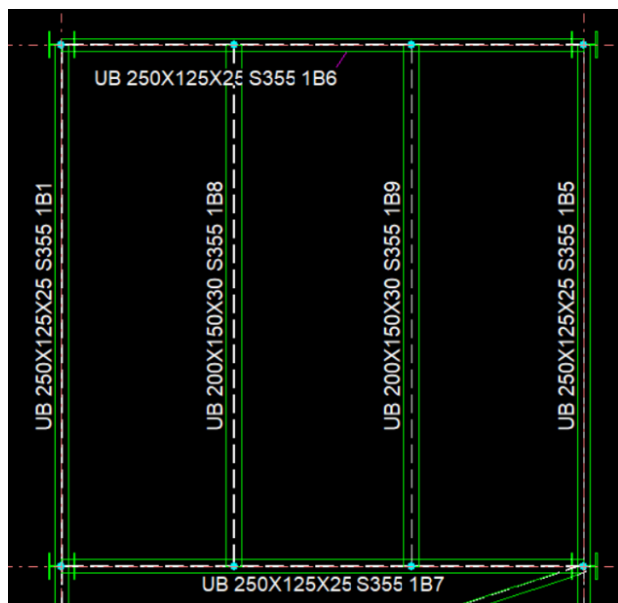 UB 250X125X25 S355 1B6
UB 250X125X25 S355 1B1
UB 200X150X30 S355 1B8
UB 200X150X30 S355 1B9
UB 250X125X25 S355 1B5
UB 250X125X25 S355 1B7